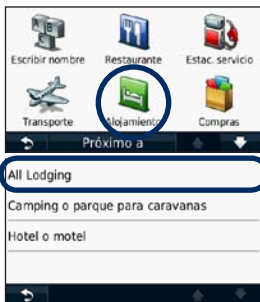 Escribir nombre Restaurante Estac. servicio
Transporte Alojamiento Compras
Próximo a
All Lodging
Camping o parque para caravanas
Hotel o motel